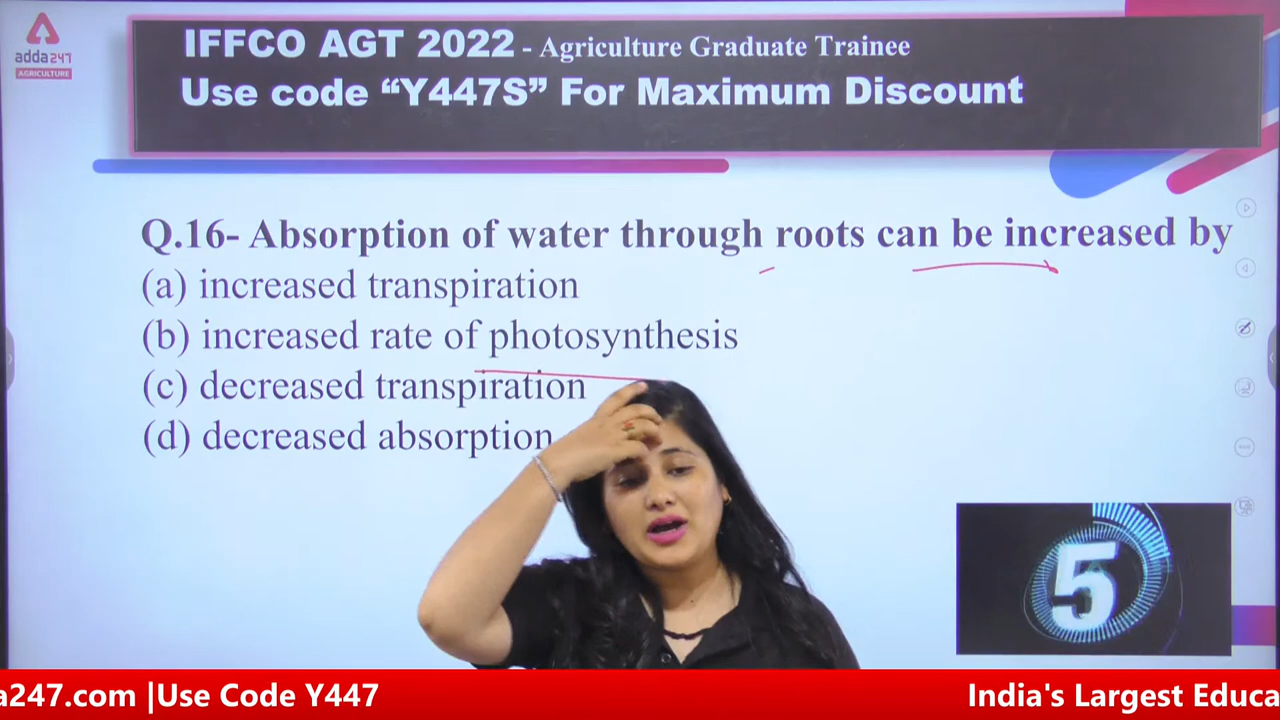 adda247
AGRICULTURE
IFFCO AGT 2022 - Agriculture Graduate Trainee
Use code “Y447S” For Maximum Discount
Q.16- Absorption of water through roots can be increased by
(a) increased transpiration
(b) increased rate of photosynthesis
(c) decreased transpiration
(d) decreased absorption
5
a247.com |Use Code Y447
India's Largest Educa